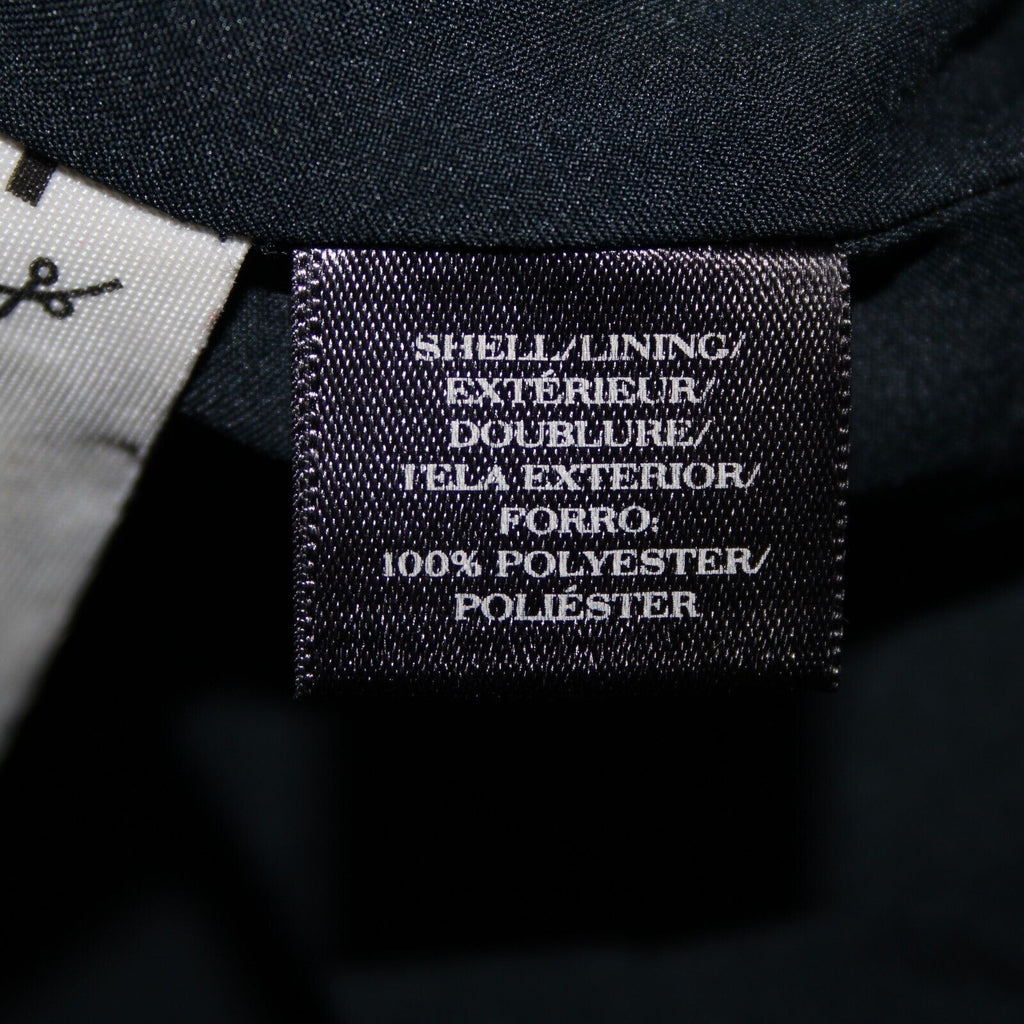 SHELL/LINING/
EXTÉRIEUR/
DOUBLURE/
TELA EXTERIOR/
FORRO:
100% POLYESTER/
POLIÉSTER